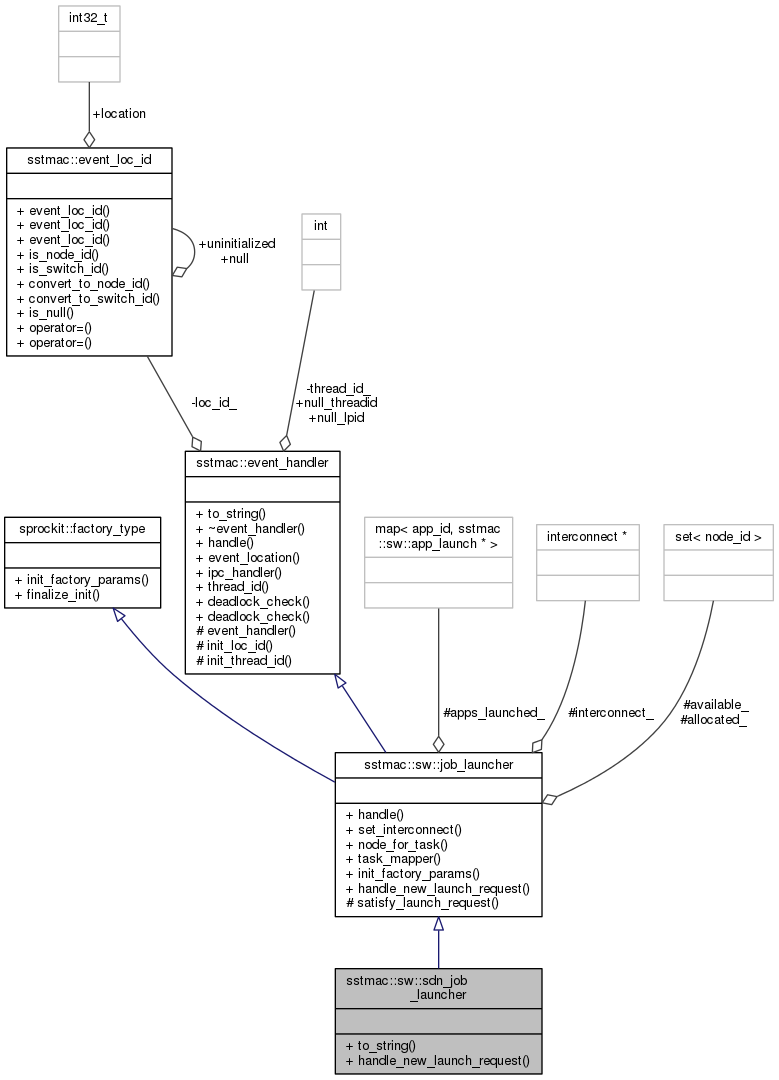 int32_t
+location
sstmac::event_loc_id
+ event_loc_id()
+ event_loc_id()
+ event_loc_id()
+ is_node_id()
+ is_switch_id()
+ convert_to_node_id()
+ convert_to_switch_id()
+ is_null()
+ operator=()
+ operator=()
+uninitialized
+null
int
-loc_id_
-thread_id_
+null_threadid
+null_lpid
sstmac::event_handler
+ to_string()
+ ~event_handler()
+ handle()
+ event_location()
+ ipc_handler()
+ thread_id()
+ deadlock_check()
+ deadlock_check()
# event_handler()
# init_loc_id()
# init_thread_id()
sprockit::factory_type
+ init_factory_params()
+ finalize_init()
map< app_id, sstmac
::sw::app_launch * >
interconnect *
set< node_id >
#apps_launched_
#interconnect_
#available_
#allocated_
sstmac::sw::job_launcher
+ handle()
+ set_interconnect()
+ node_for_task()
+ task_mapper()
+ init_factory_params()
+ handle_new_launch_request()
# satisfy_launch_request()
sstmac::sw::sdn_job
_launcher
+ to_string()
+ handle_new_launch_request()